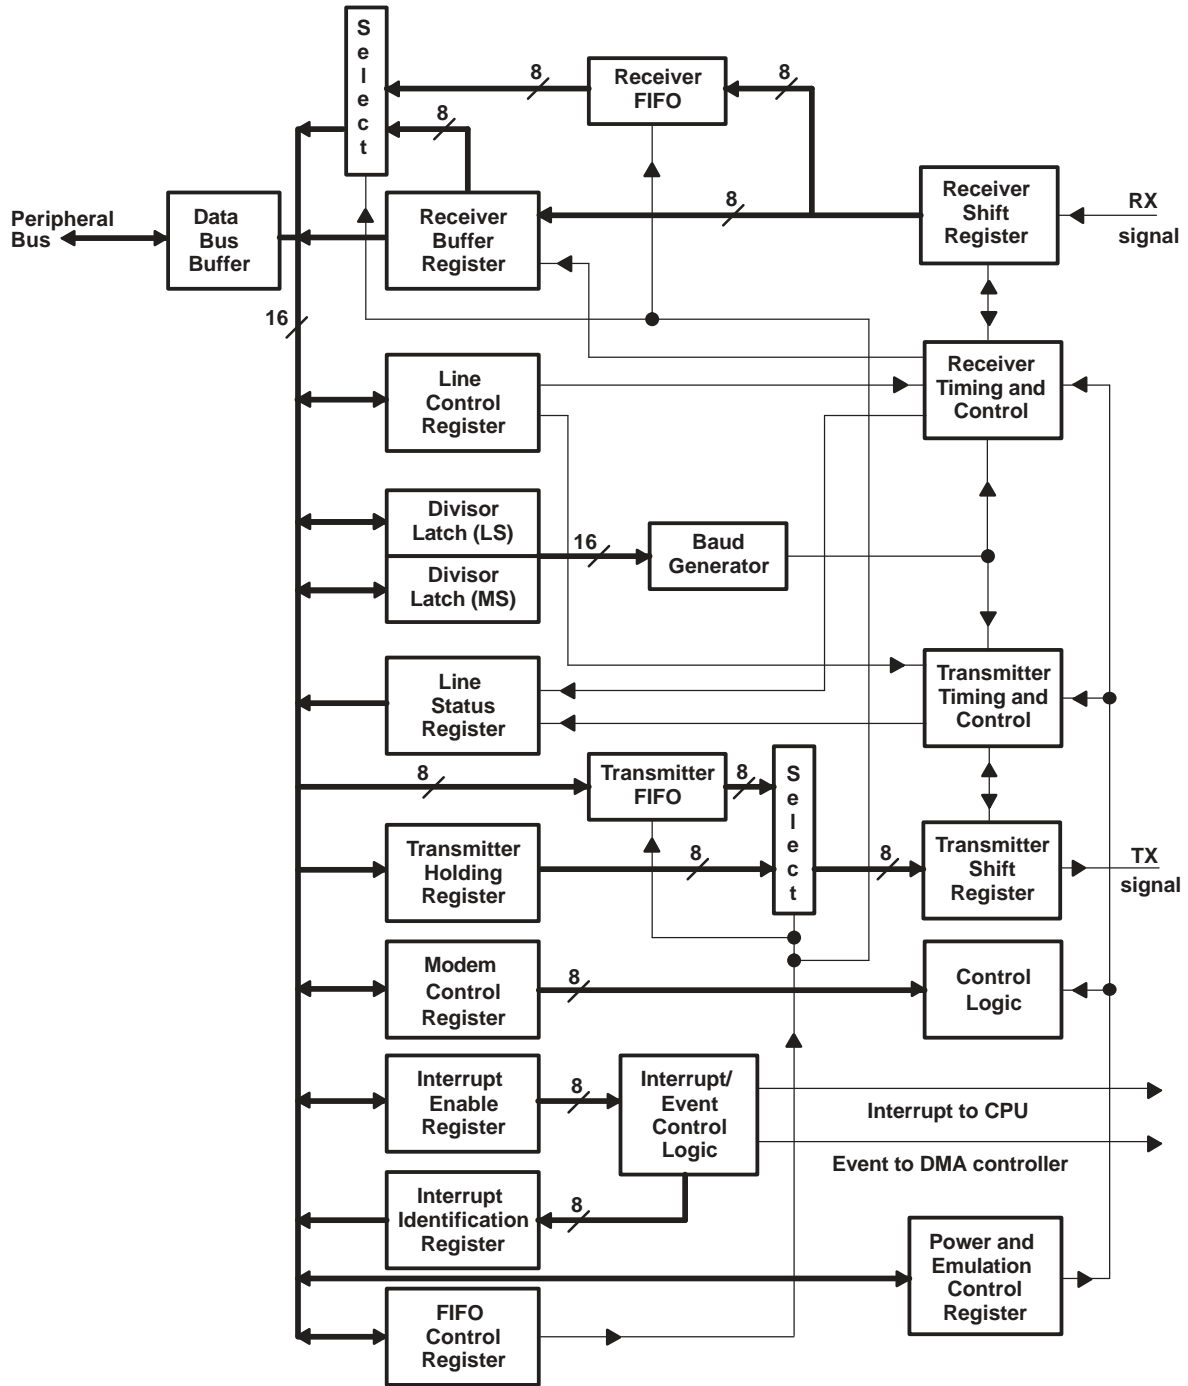 S
e
l
e
c
t
8
Receiver
FIFO
8
8
Peripheral
Bus
Data
Bus
Buffer
Receiver
Buffer
Register
8
Receiver
Shift
Register
RX
signal
16
Line
Control
Register
Receiver
Timing and
Control
Divisor
Latch (LS)
Divisor
Latch (MS)
16
Baud
Generator
Line
Status
Register
Transmitter
Timing and
Control
8
Transmitter
FIFO
8
S
e
l
e
c
t
Transmitter
Holding
Register
8
8
Transmitter
Shift
Register
TX
signal
Modem
Control
Register
8
Control
Logic
Interrupt
Enable
Register
8
Interrupt/
Event
Control
Logic
Interrupt to CPU
Event to DMA controller
Interrupt
Identification
Register
8
Power and
Emulation
Control
Register
FIFO
Control
Register